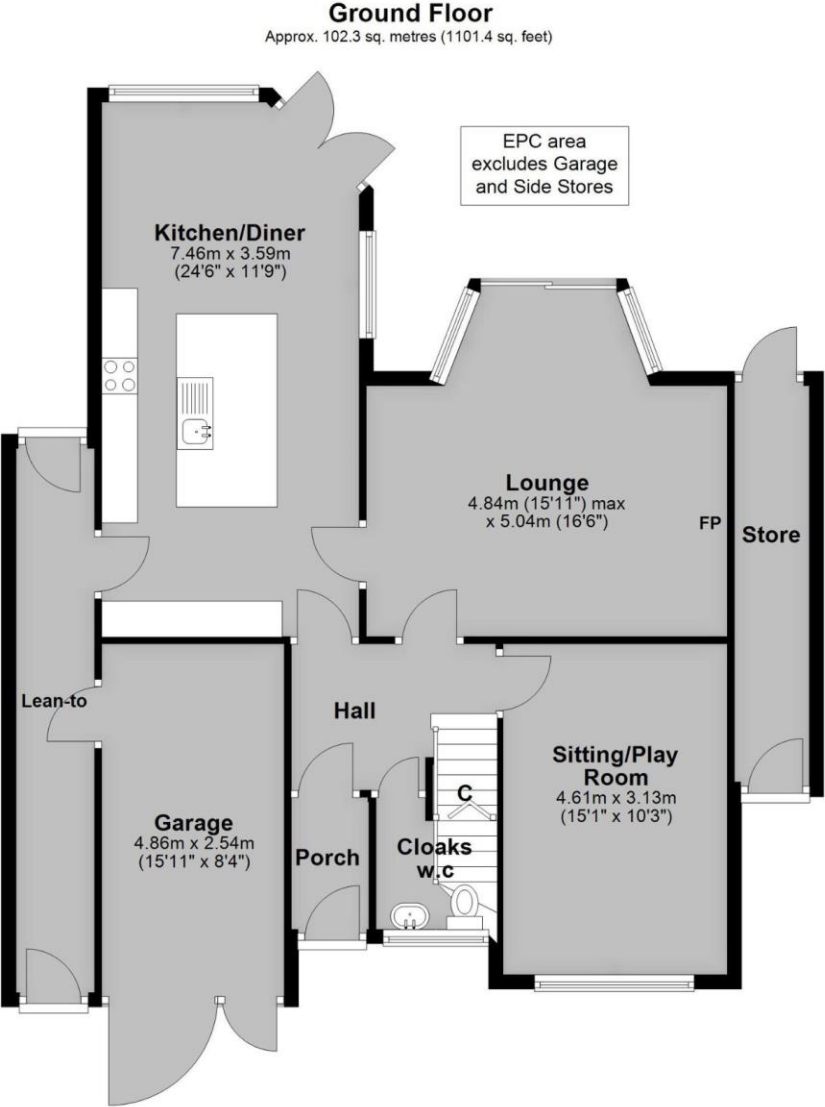 Ground Floor
Approx. 102.3 sq. metres (1101.4 sq. feet)
EPC area
excludes Garage
and Side Stores
Kitchen/Diner
7.46m x 3.59m
(24'6" x 11'9")
Lounge
4.84m (15'11") max
x 5.04m (16'6")
FP
Store
Lean-to
Hall
Sitting/Play
Room
4.61m x 3.13m
(15'1" x 10'3")
C
Garage
4.86m x 2.54m
(15'11" x 8'4")
Porch
Cloaks
w.c